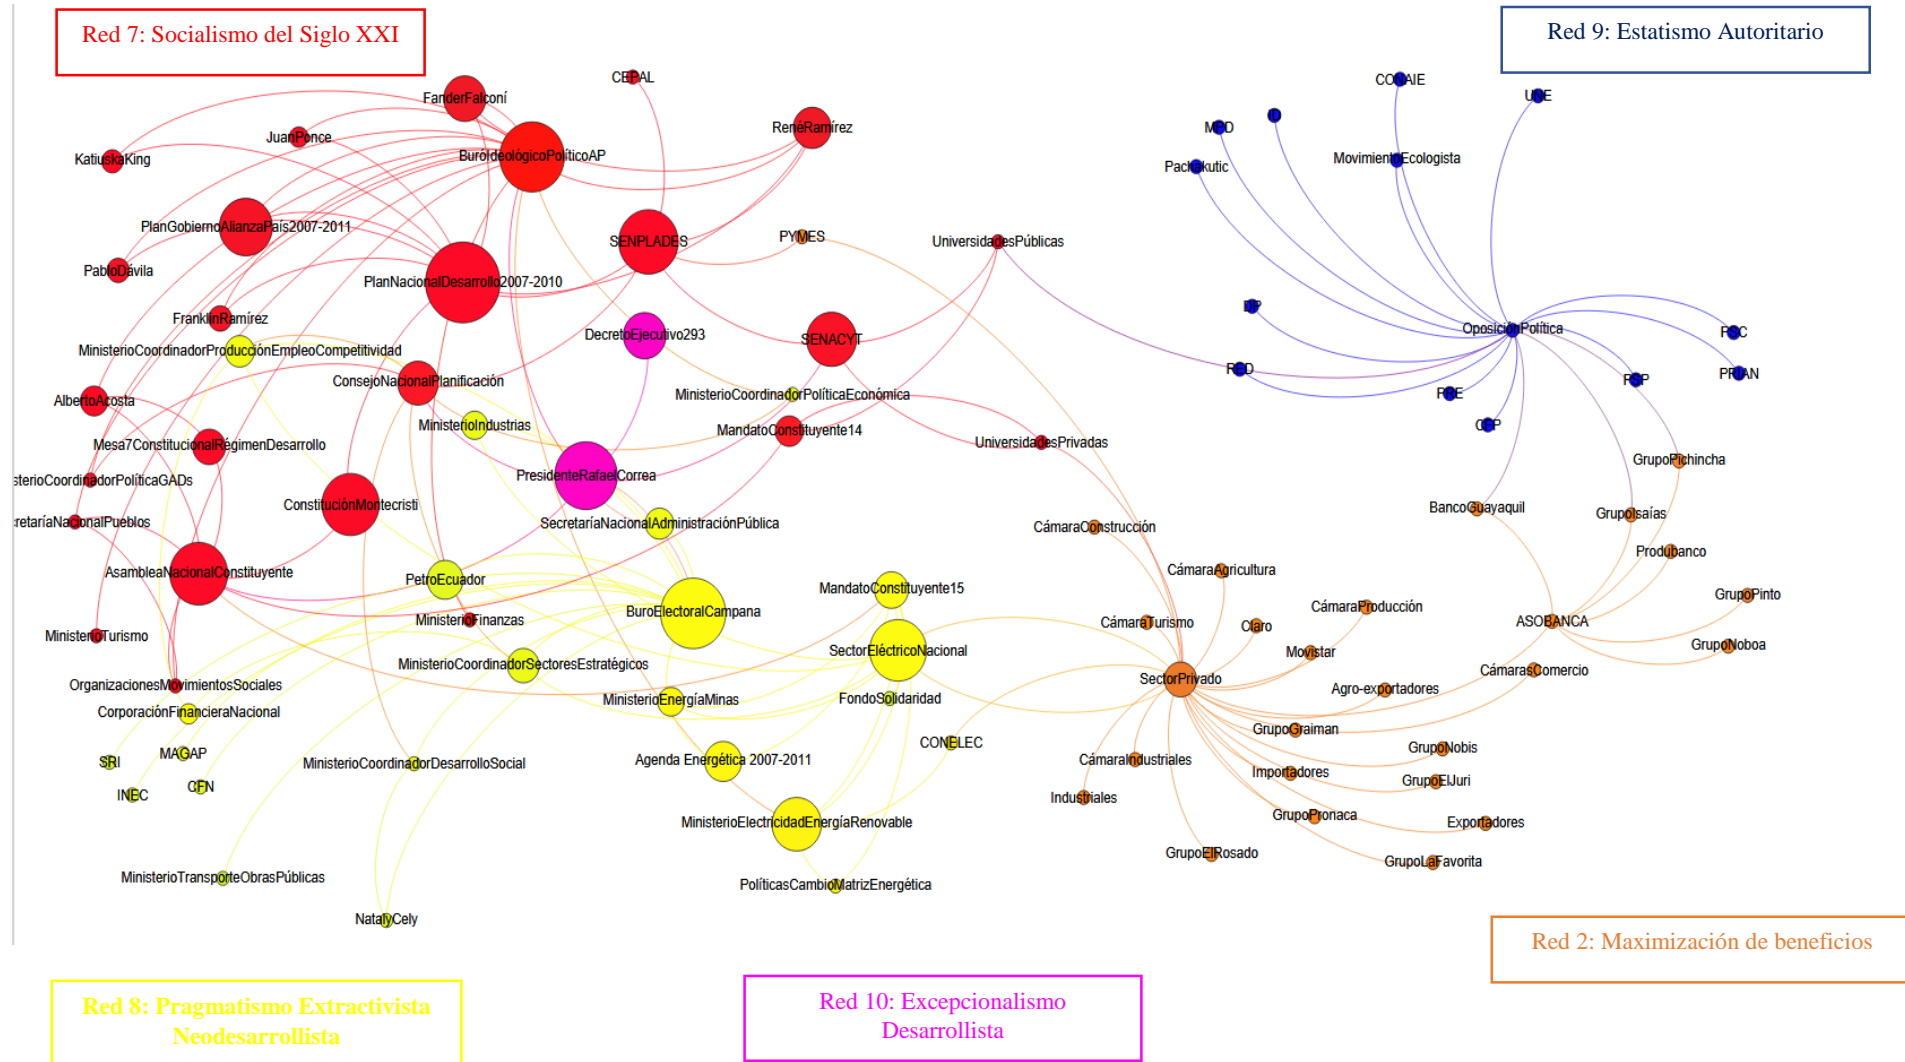 Red 7: Socialismo del Siglo XXI
Red 9: Estatismo Autoritario
CEPAL
CONAIE
FanderFalconí
UNE
ID
MPD
RenéRamírez
JuanPonce
BuróIdeológicoPolíticoAP
KatiuskaKing
MovimientoEcologista
Pachakutic
PlanGobiernoAlianzaPaís2007-2011
PYMES
SENPLADES
UniversidadesPúblicas
PabloDávila
PlanNacionalDesarrollo2007-2010
DIP
FranklinRamírez
OposiciónPolítica
PSC
DecretoEjecutivo293
SENACYT
MinisterioCoordinadorProducciónEmpleoCompetitividad
RED
PRIAN
PSP
ConsejoNacionalPlanificación
MinisterioCoordinadorPolíticaEconómica
PRE
AlbertoAcosta
MinisterioIndustrias
CFP
MandatoConstituyente14
Mesa7ConstitucionalRégimenDesarrollo
UniversidadesPrivadas
GrupoPichincha
PresidenteRafaelCorrea
sterioCoordinadorPolíticaGADs
ConstituciónMontecristi
BancoGuayaquil
GrupoIsaías
cretaríaNacionalPueblos
SecretaríaNacionalAdministraciónPública
CámaraConstrucción
Produbanco
AsambleaNacionalConstituyente
PetroEcuador
CámaraAgricultura
MandatoConstituyente15
GrupoPinto
BuroElectoralCampana
CámaraProducción
MinisterioFinanzas
CámaraTurismo
Claro
ASOBANCA
MinisterioTurismo
GrupoNoboa
SectorEléctricoNacional
Movistar
MinisterioCoordinadorSectoresEstratégicos
CámarasComercio
SectorPrivado
OrganizacionesMovimientosSociales
Agro-exportadores
MinisterioEnergíaMinas
FondoSolidaridad
CorporaciónFinancieraNacional
GrupoGraiman
CONELEC
GrupoNobis
MAGAP
SRI
MinisterioCoordinadorDesarrolloSocial
Agenda Energética 2007-2011
CámaraIndustriales
Importadores
GrupoElJuri
CFN
INEC
Industriales
GrupoPronaca
MinisterioElectricidadEnergíaRenovable
Exportadores
GrupoElRosado
GrupoLaFavorita
MinisterioTransporteObrasPúblicas
PolíticasCambioMatrizEnergética
NatalyCely
Red 2: Maximización de beneficios
Red 8: Pragmatismo Extractivista
Neodesarrollista
Red 10: Excepcionalismo
Desarrollista